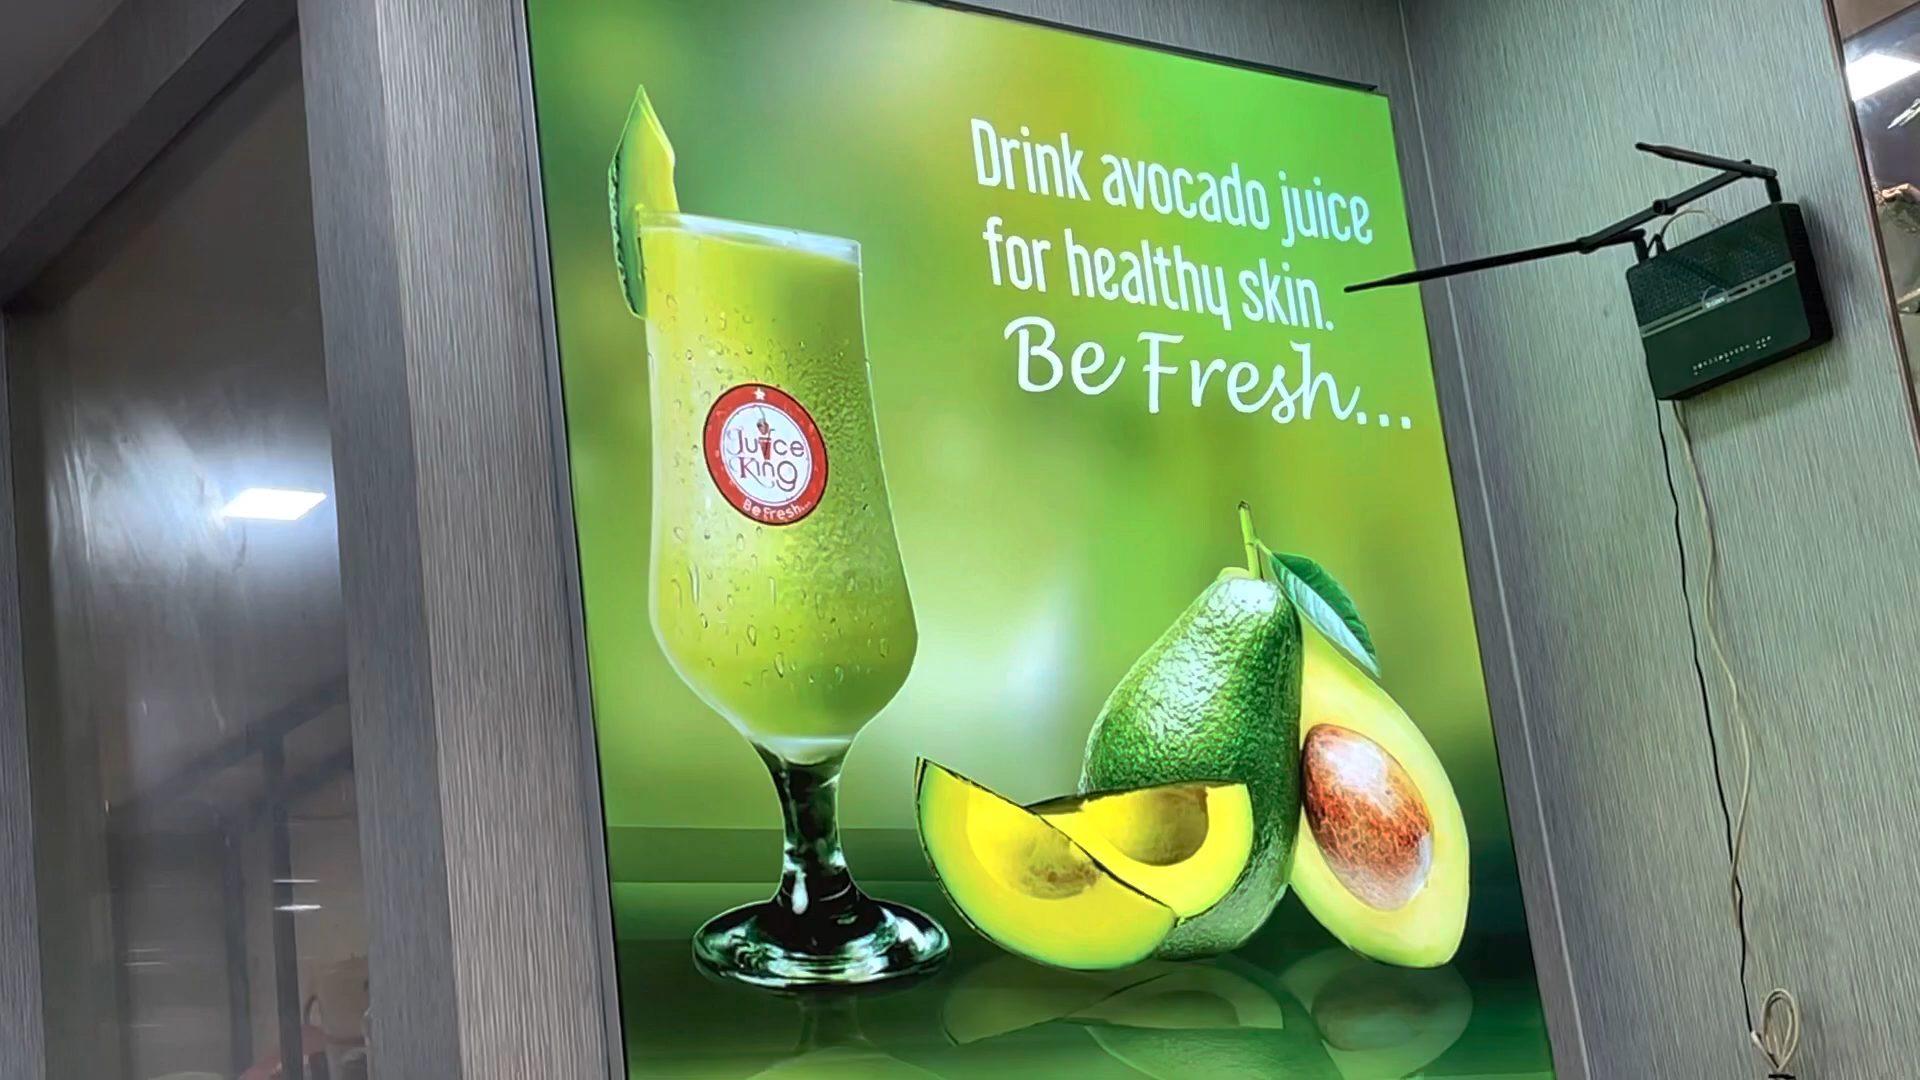 Drink avocado juice
for healthy skin.
Be Fresh...
Juice
King
Be Fresh...